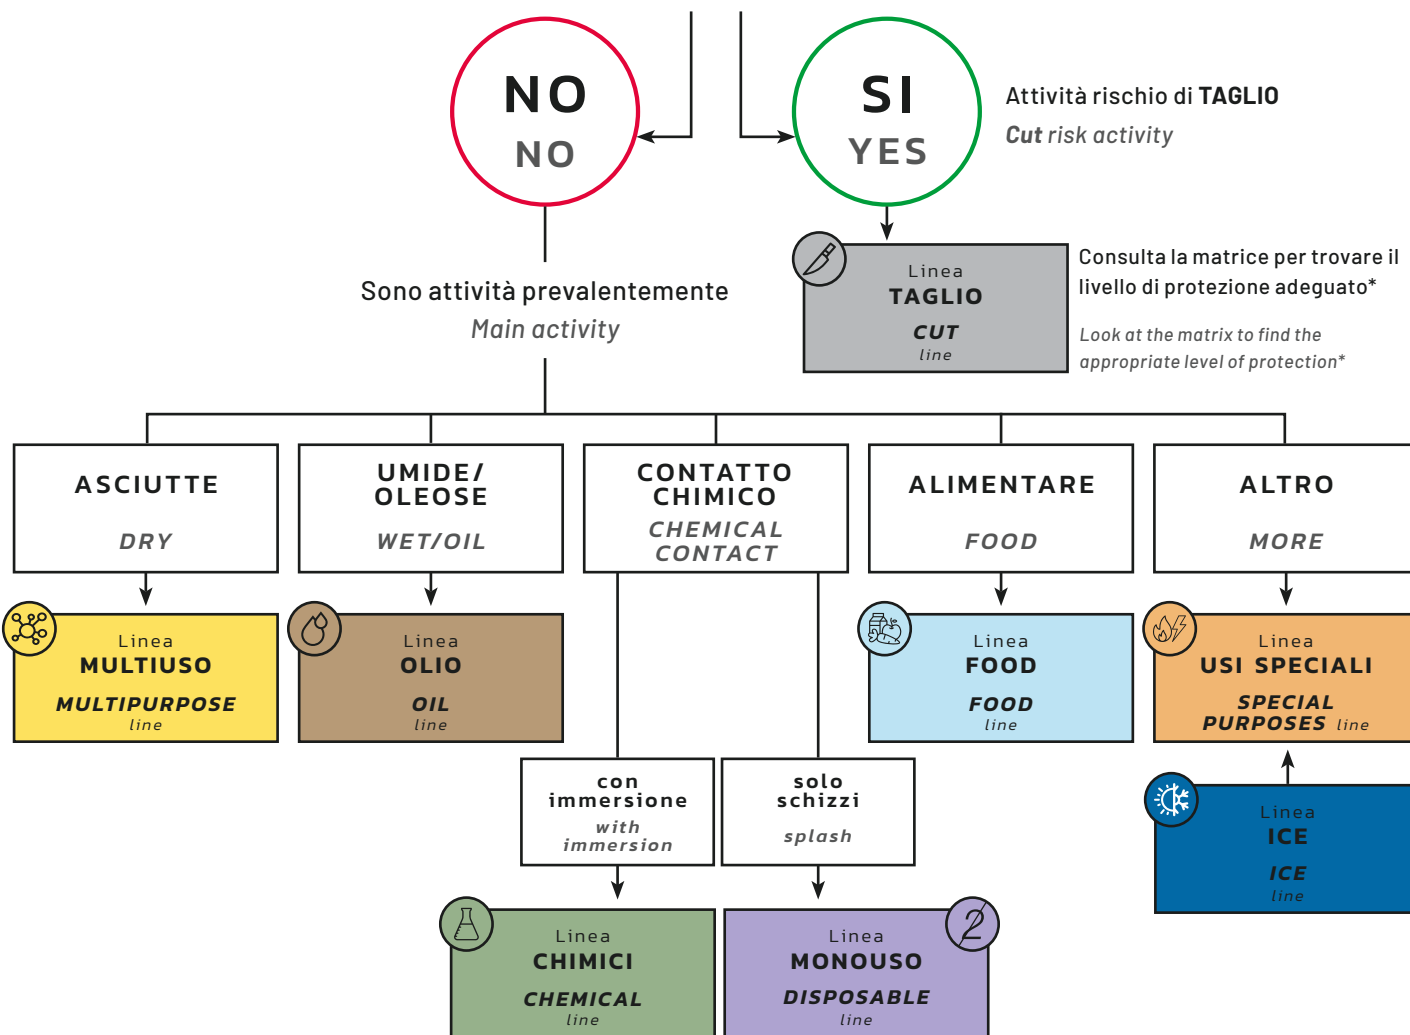 NO
NO
SI
YES
Attività rischio di TAGLIO
Cut risk activity
Linea
TAGLIO
CUT
line
Consulta la matrice per trovare il
livello di protezione adeguato*
Look at the matrix to find the
appropriate level of protection*
Sono attività prevalentemente
Main activity
ASCIUTTE
DRY
UMIDE/
OLEOSE
WET/OIL
CONTATTO
CHIMICO
CHEMICAL
CONTACT
ALIMENTARE
FOOD
ALTRO
MORE
Linea
MULTIUSO
MULTIPURPOSE
line
Linea
OLIO
OIL
line
Linea
FOOD
FOOD
line
Linea
USI SPECIALI
SPECIAL
PURPOSES line
con
immersione
with
immersion
solo
schizzi
splash
Linea
ICE
ICE
line
Linea
CHIMICI
CHEMICAL
line
2
Linea
MONOUSO
DISPOSABLE
line